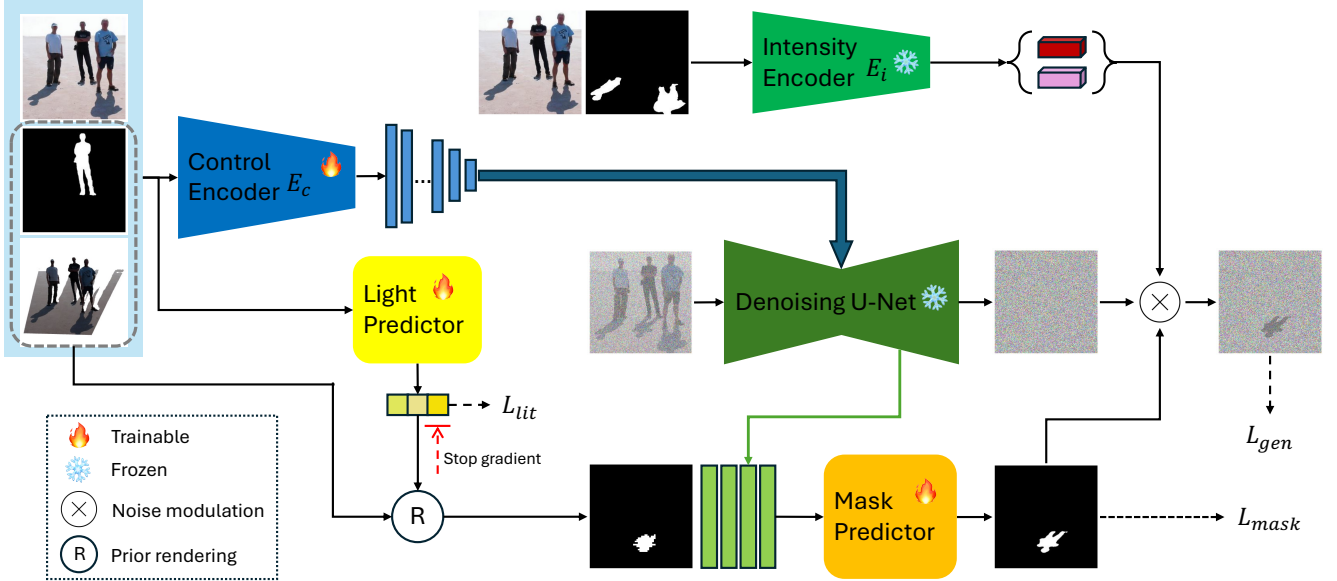 Intensity
Encoder E_i
Control
Encoder E_c
...
Light
Predictor
Denoising U-Net
L_lit
Stop gradient
L_gen
Trainable
Frozen
Noise modulation
R
Prior rendering
R
Mask
Predictor
L_mask